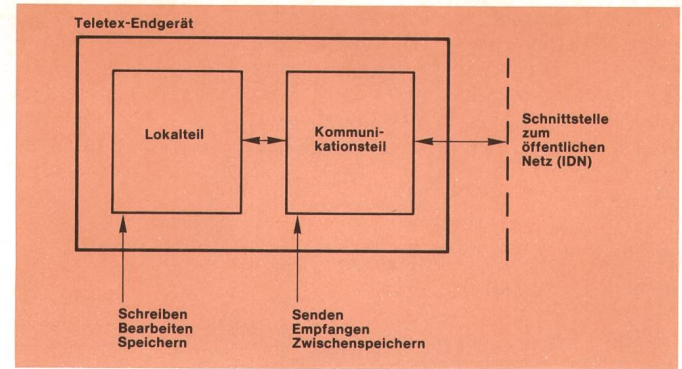 Teletex-Endgerät
Lokalteil
Kommuni-
kationsteil
Schnittstelle
zum
öffentlichen
Netz (IDN)
Schreiben
Bearbeiten
Speichern
Senden
Empfangen
Zwischenspeichern